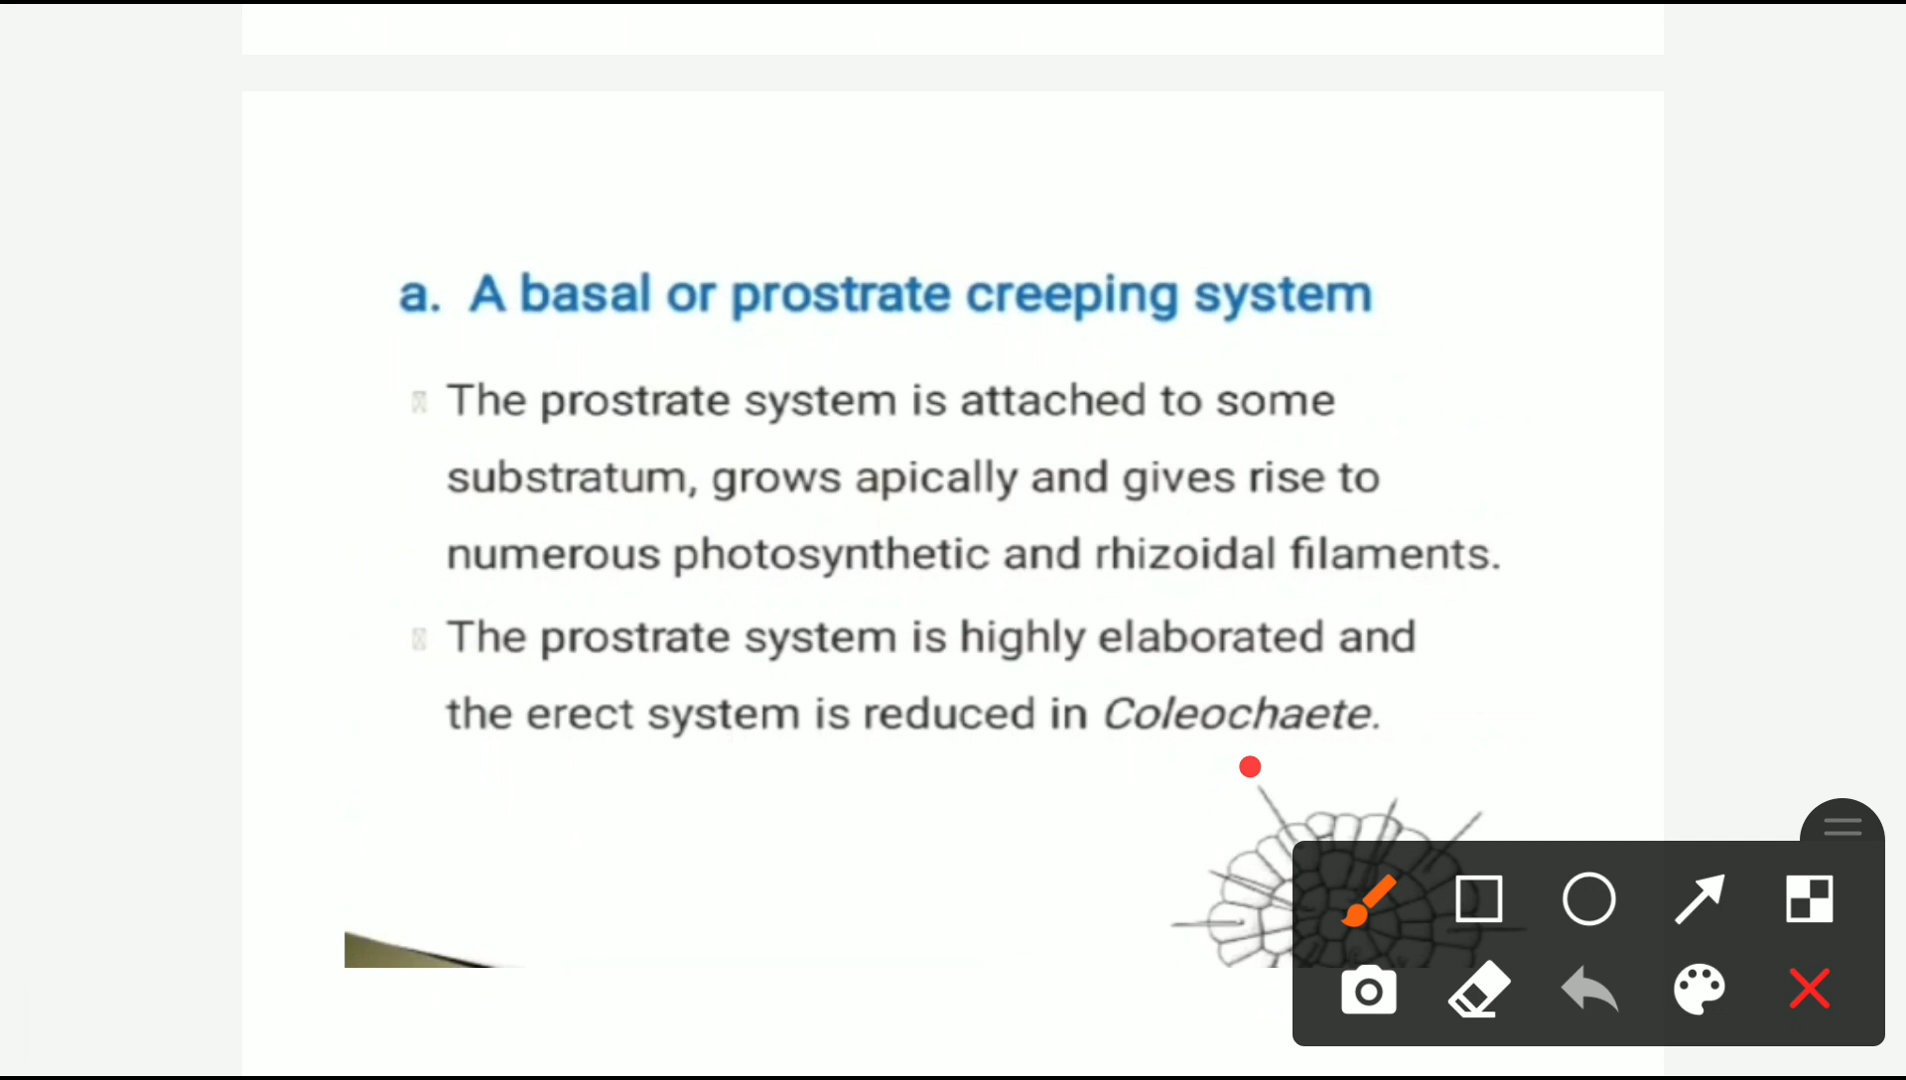 a. A basal or prostrate creeping system
The prostrate system is attached to some
substratum, grows apically and gives rise to
numerous photosynthetic and rhizoidal filaments.
The prostrate system is highly elaborated and
the erect system is reduced in Coleochaete.